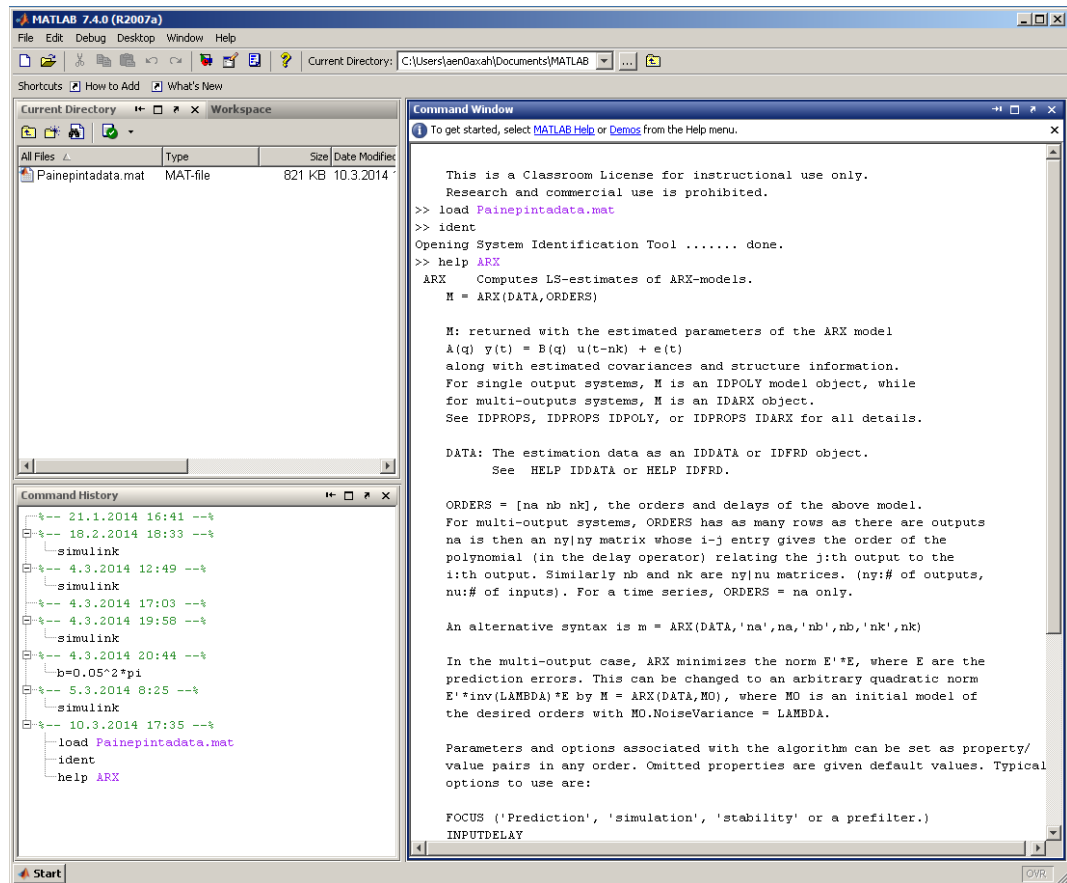 MATLAB 7.4.0 (R2007a)
File Edit Debug Desktop Window Help
Current Directory: C:\Users\aen0axah\Documents\MATLAB ...
Shortcuts How to Add What's New
Current Directory Workspace
All Files Type Size Date Modified
Painepintadata.mat MAT-file 821 KB 10.3.2014
Command History
%-- 21.1.2014 16:41 --%
%-- 18.2.2014 18:33 --%
simulink
%-- 4.3.2014 12:49 --%
simulink
%-- 4.3.2014 17:03 --%
%-- 4.3.2014 19:58 --%
simulink
%-- 4.3.2014 20:44 --%
b=0.05^2*pi
%-- 5.3.2014 8:25 --%
simulink
%-- 10.3.2014 17:35 --%
load Painepintadata.mat
ident
help ARX
Command Window
To get started, select MATLAB Help or Demos from the Help menu.
This is a Classroom License for instructional use only.
Research and commercial use is prohibited.
>> load Painepintadata.mat
>> ident
Opening System Identification Tool ....... done.
>> help ARX
ARX Computes LS-estimates of ARX-models.
M = ARX(DATA,ORDERS)
M: returned with the estimated parameters of the ARX model
A(q) y(t) = B(q) u(t-nk) + e(t)
along with estimated covariances and structure information.
For single output systems, M is an IDPOLY model object, while
for multi-outputs systems, M is an IDARX object.
See IDPROPS, IDPROPS IDPOLY, or IDPROPS IDARX for all details.
DATA: The estimation data as an IDDATA or IDFRD object.
See HELP IDDATA or HELP IDFRD.
ORDERS = [na nb nk], the orders and delays of the above model.
For multi-output systems, ORDERS has as many rows as there are outputs
na is then an ny|ny matrix whose i-j entry gives the order of the
polynomial (in the delay operator) relating the j:th output to the
i:th output. Similarly nb and nk are ny|nu matrices. (ny:# of outputs,
nu:# of inputs). For a time series, ORDERS = na only.
An alternative syntax is m = ARX(DATA,'na',na,'nb',nb,'nk',nk)
In the multi-output case, ARX minimizes the norm E'*E, where E are the
prediction errors. This can be changed to an arbitrary quadratic norm
E'*inv(LAMBDA)*E by M = ARX(DATA,MO), where MO is an initial model of
the desired orders with MO.NoiseVariance = LAMBDA.
Parameters and options associated with the algorithm can be set as property/
value pairs in any order. Omitted properties are given default values. Typical
options to use are:
FOCUS ('Prediction', 'simulation', 'stability' or a prefilter.)
INPUTDELAY
Start OVR